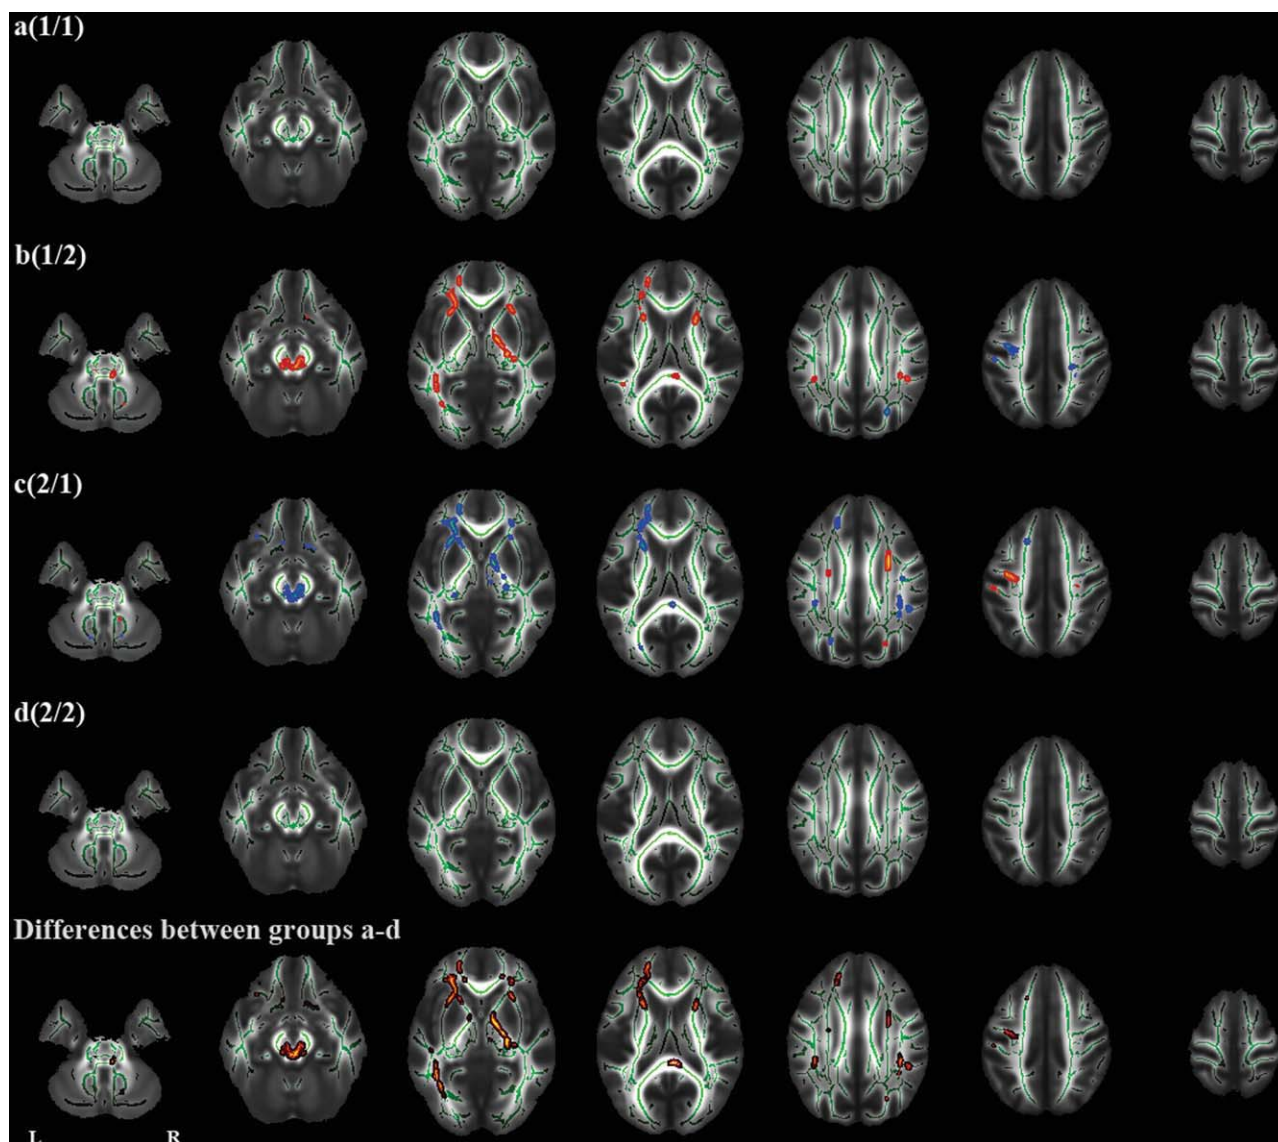 a(1/1)
b(1/2)
c(2/1)
d(2/2)
Differences between groups a-d
L R